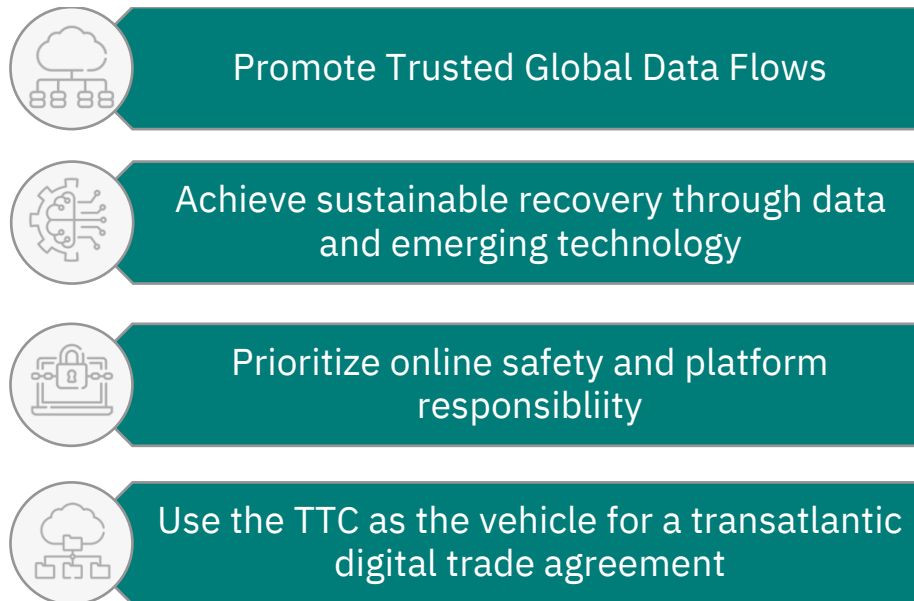 Promote Trusted Global Data Flows
Achieve sustainable recovery through data
and emerging technology
Prioritize online safety and platform
responsibliity
Use the TTC as the vehicle for a transatlantic
digital trade agreement